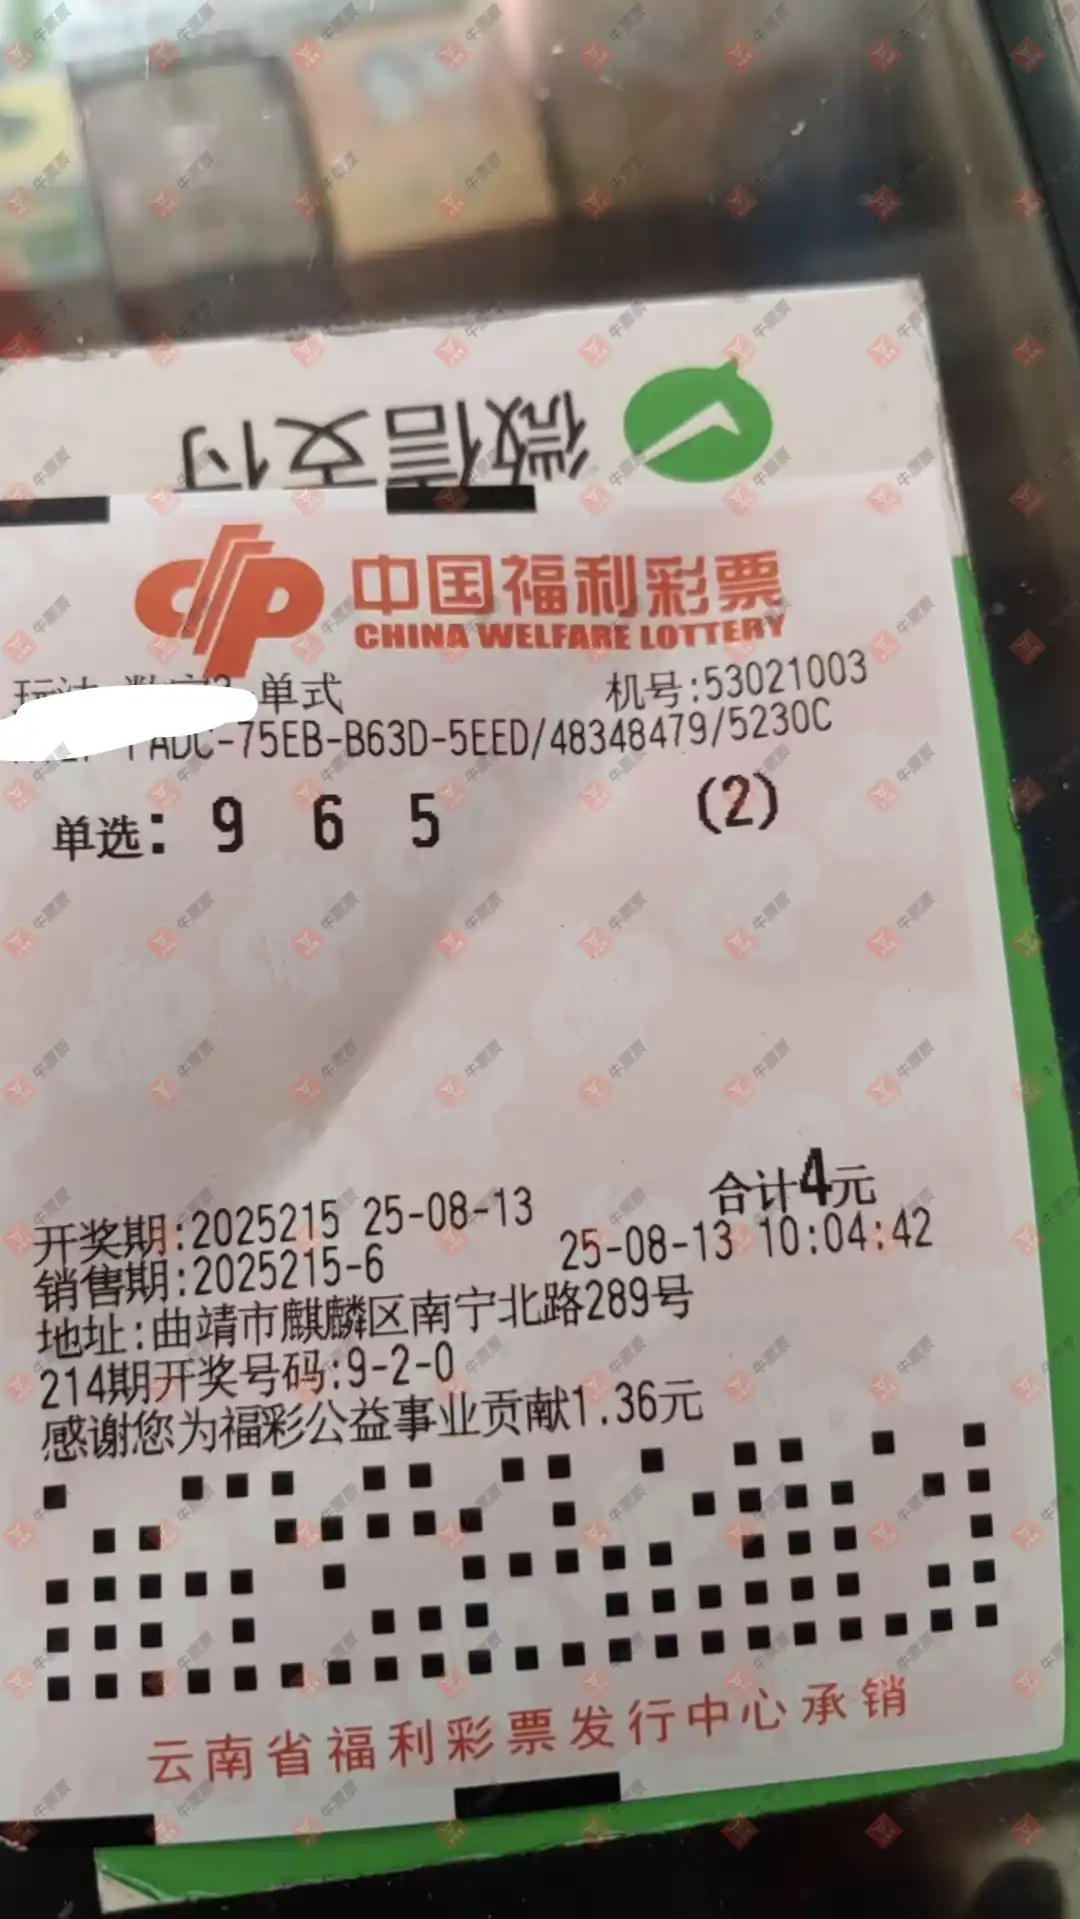 微信支付
中国福利彩票
CHINA WELFARE LOTTERY
单式 机号:53021003
-75EB-B63D-5EED/48348479/5230C
单选: 9 6 5 (2)
合计4元
开奖期:2025215 25-08-13
销售期:2025215-6 25-08-13 10:04:42
地址:曲靖市麒麟区南宁北路289号
214期开奖号码:9-2-0
感谢您为福彩公益事业贡献1.36元
云南省福利彩票发行中心承销
牛票票